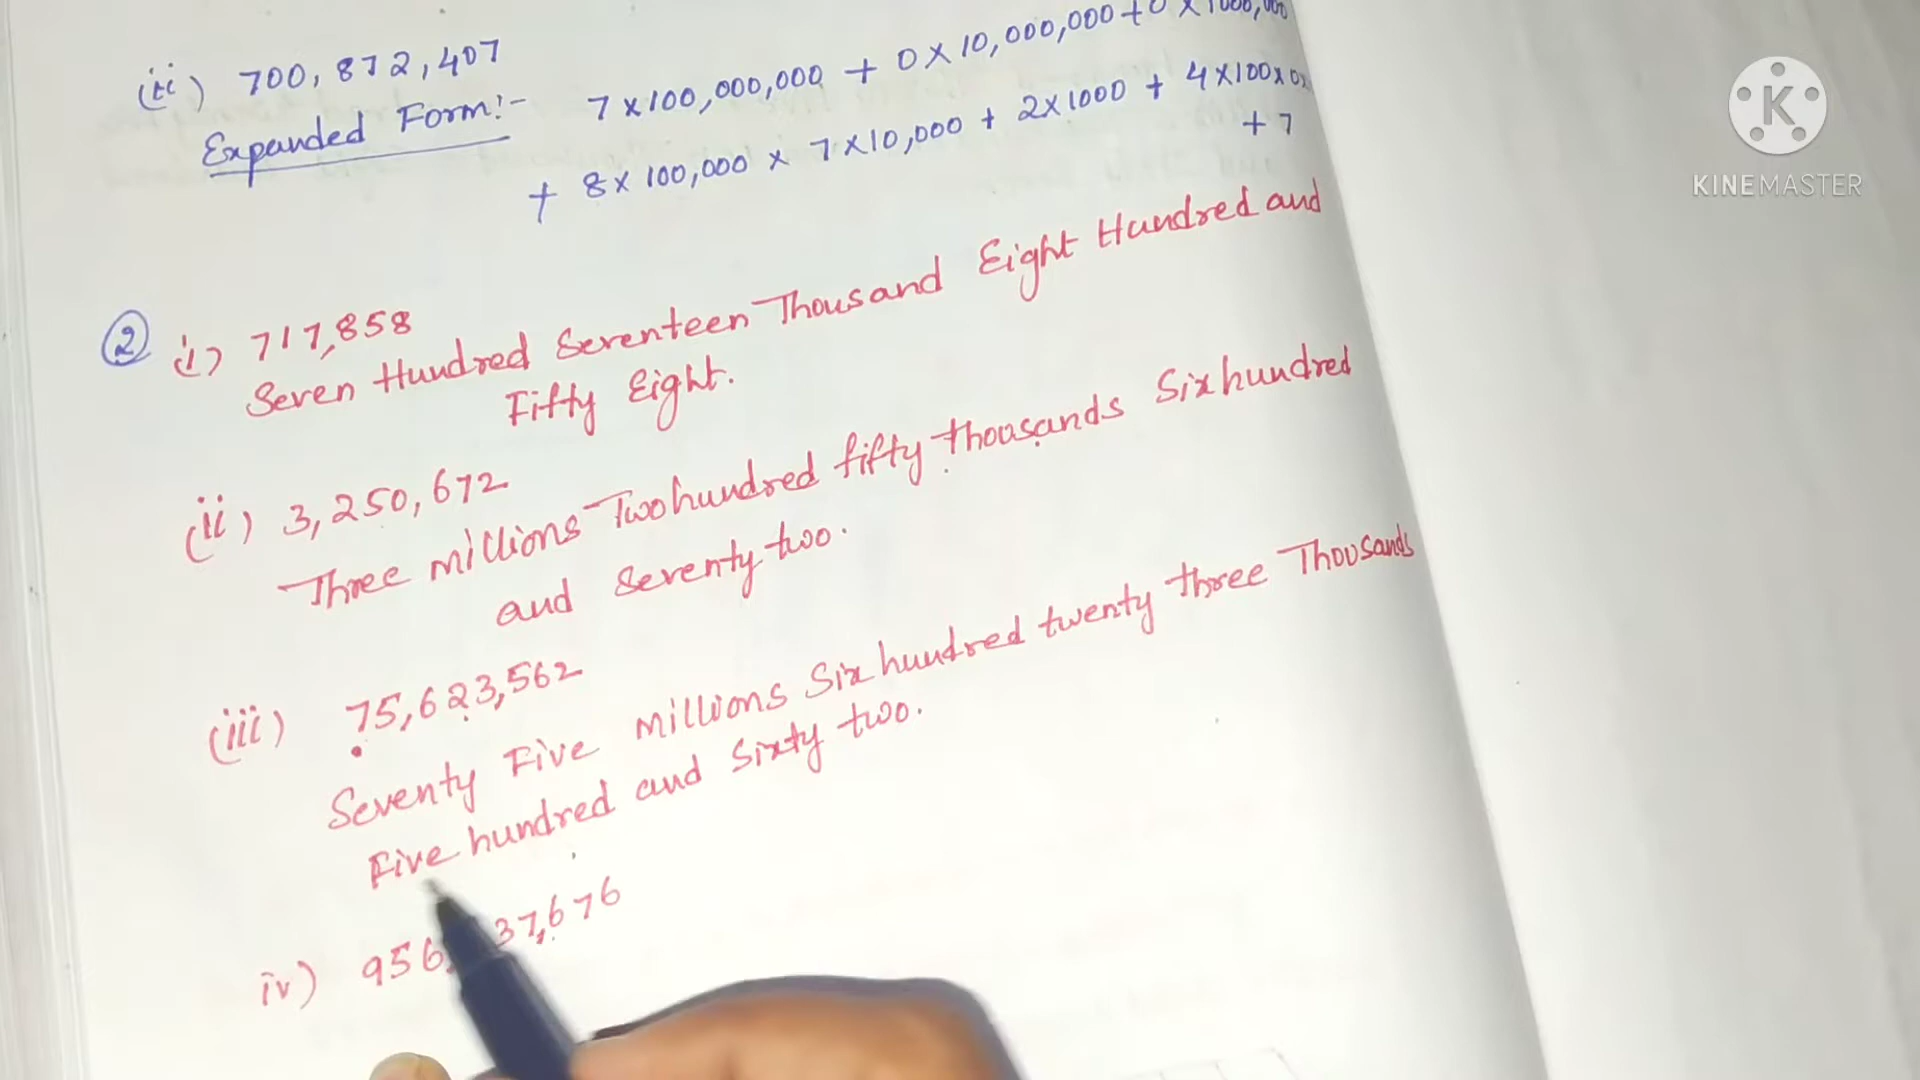 (ii) 700,872,407
Expanded Form:- 7×100,000,000 + 0×10,000,000+0×1000,000
+ 8×100,000 × 7×10,000 + 2×1000 + 4×100×0×
+7
② (i) 717,858
Seven Hundred Seventeen Thousand Eight Hundred and
Fifty Eight.
(ii) 3,250,672
Three millions Two hundred fifty thousands Six hundred
and seventy two.
(iii) 75,623,562
Seventy Five millions Six hundred twenty three Thousands
Five hundred and Sixty two.
iv) 956, 37,676
K
KINEMASTER